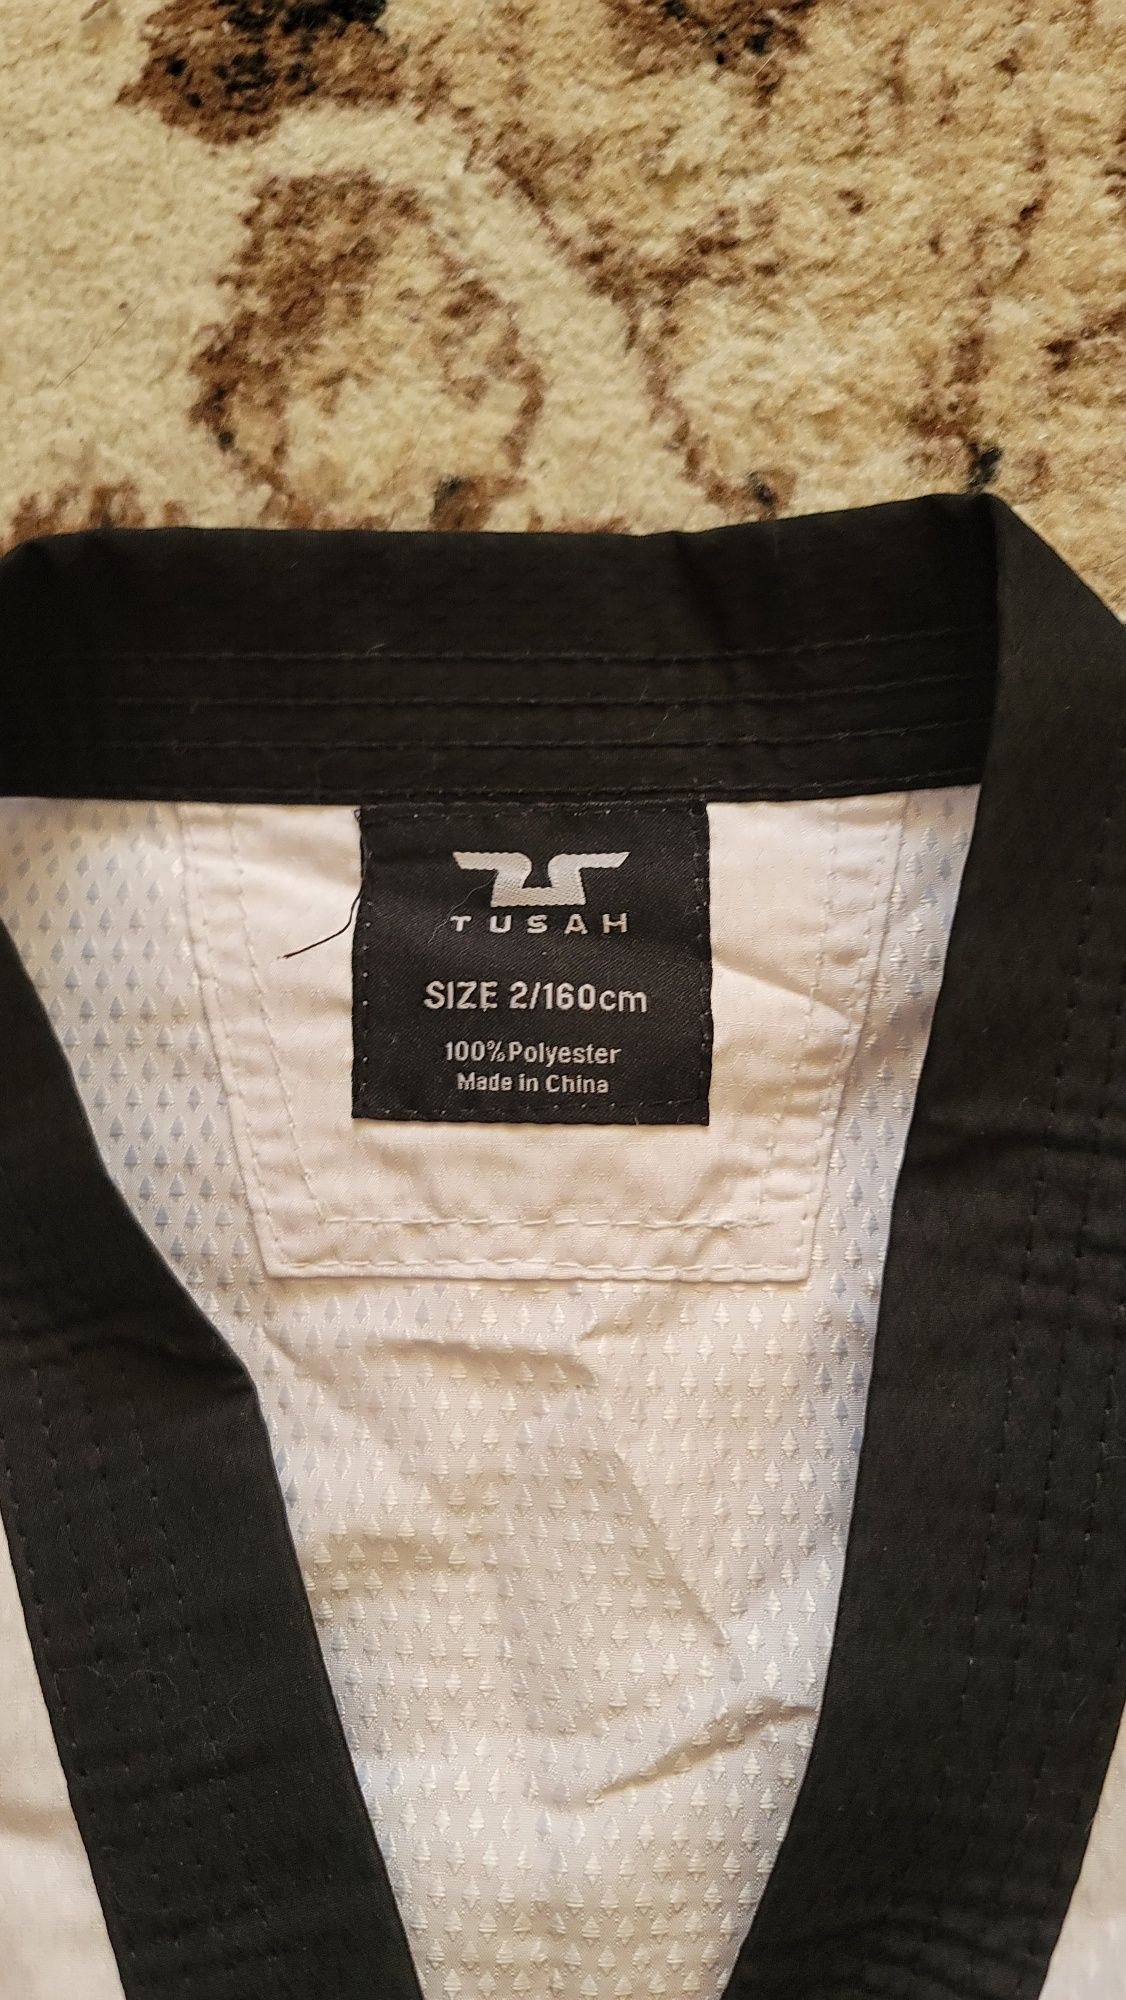 TUSAH
SIZE 2/160cm
100%Polyester
Made in China